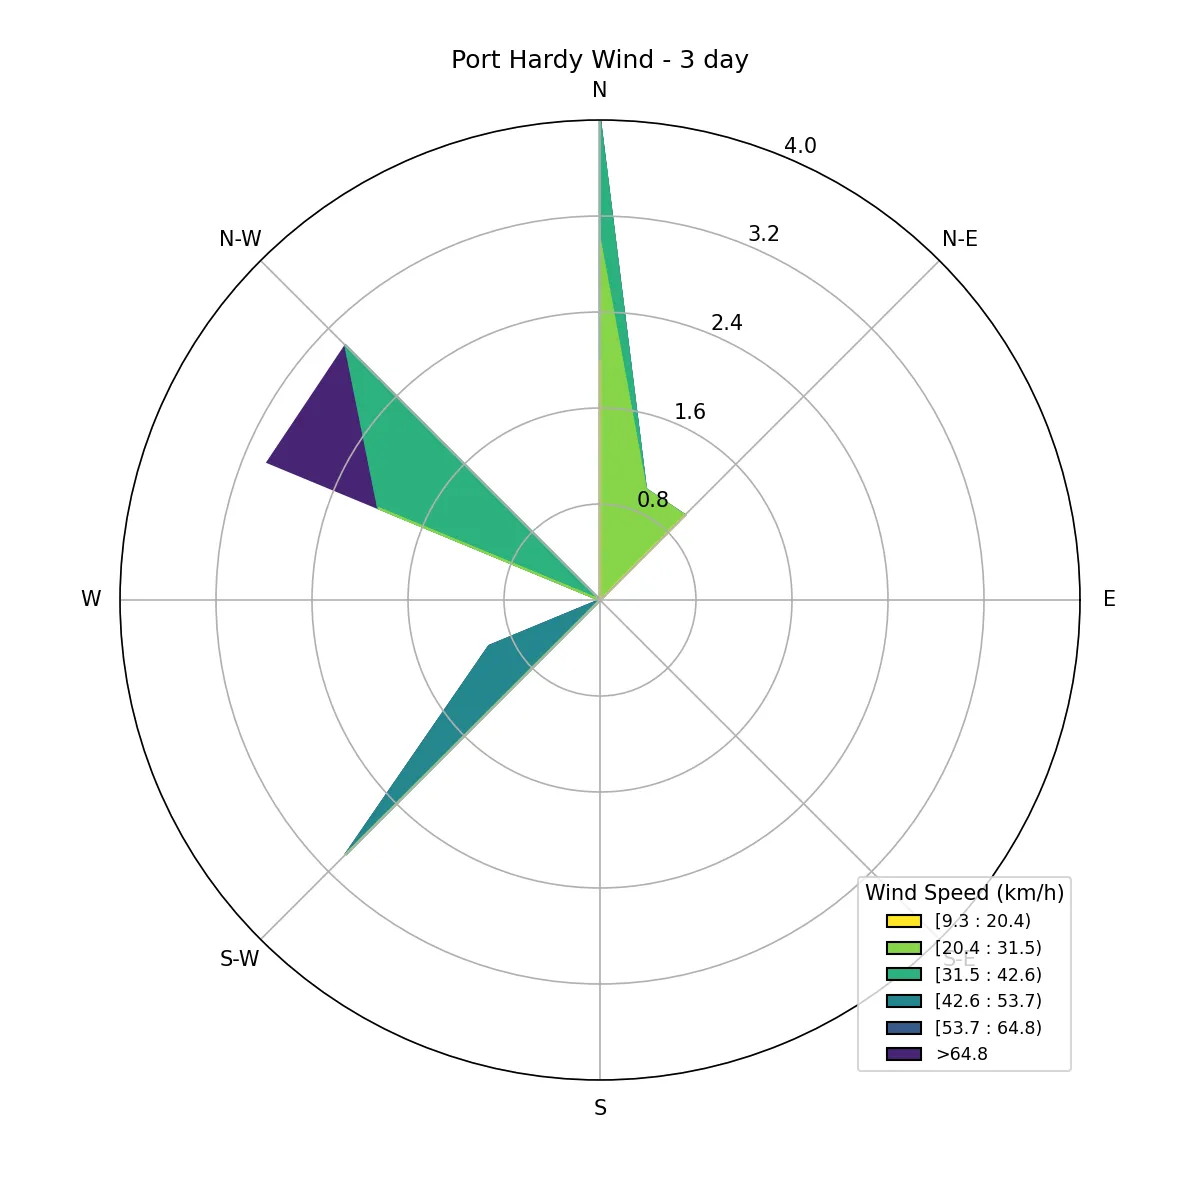 Port Hardy Wind - 3 day
N
4.0
N-W
3.2
N-E
2.4
1.6
0.8
W
E
Wind Speed (km/h)
[9.3 : 20.4)
[20.4 : 31.5)
S-W
S-E
[31.5 : 42.6)
[42.6 : 53.7)
[53.7 : 64.8)
>64.8
S